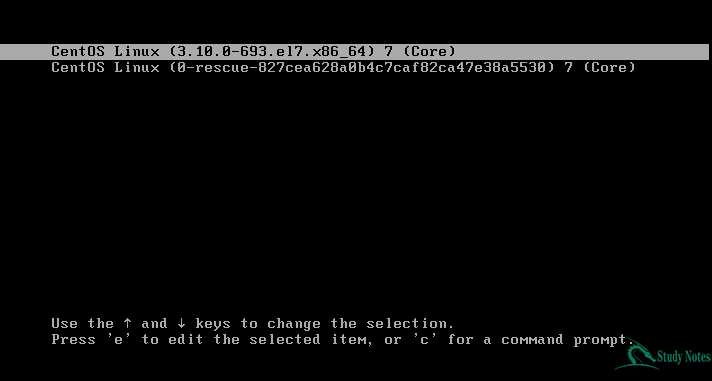 CentOS Linux (3.10.0-693.el7.x86_64) 7 (Core)
CentOS Linux (0-rescue-827cea628a0b4c7caf82ca47e38a5530) 7 (Core)
Use the ↑ and ↓ keys to change the selection.
Press 'e' to edit the selected item, or 'c' for a command prompt.
Study Notes